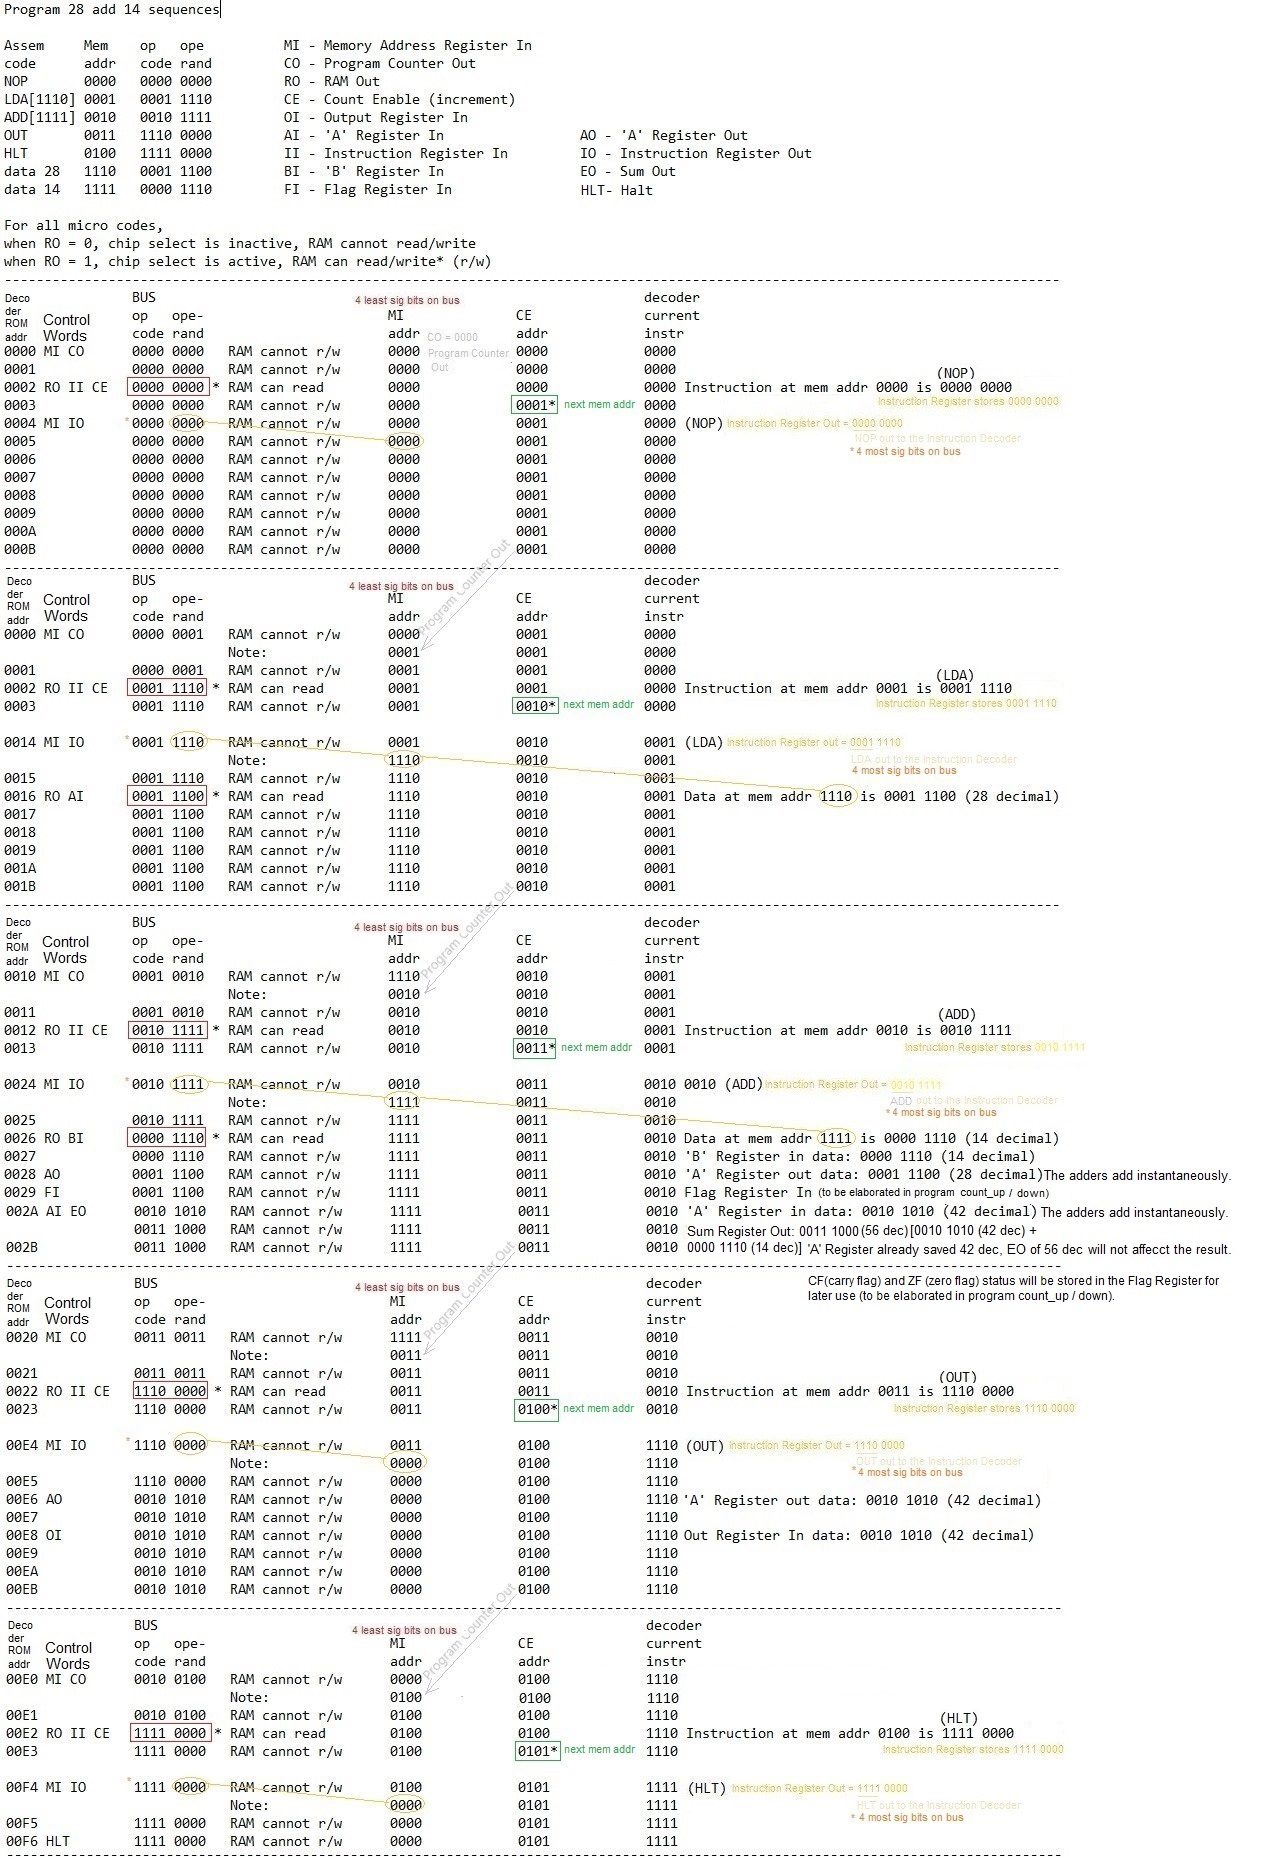 Program 28 add 14 sequences
Assem Mem op ope MI - Memory Address Register In
code addr code rand CO - Program Counter Out
NOP 0000 0000 0000 RO - RAM Out
LDA[1110] 0001 0001 1110 CE - Count Enable (increment)
ADD[1111] 0010 0010 1111 OI - Output Register In
OUT 0011 1110 0000 AI - 'A' Register In AO - 'A' Register Out
HLT 0100 1111 0000 II - Instruction Register In IO - Instruction Register Out
data 28 1110 0001 1100 BI - 'B' Register In EO - Sum Out
data 14 1111 0000 1110 FI - Flag Register In HLT- Halt
For all micro codes,
when RO = 0, chip select is inactive, RAM cannot read/write
when RO = 1, chip select is active, RAM can read/write* (r/w)
--------------------------------------------------
Deco BUS 4 least sig bits on bus decoder
der Control op ope- MI CE current
ROM Words code rand addr CO = 0000 addr instr
addr
0000 MI CO 0000 0000 RAM cannot r/w 0000 Program Counter 0000 0000
0001 0000 0000 RAM cannot r/w 0000 Out 0000 0000 (NOP)
0002 RO II CE 0000 0000 * RAM can read 0000 0000 0000 Instruction at mem addr 0000 is 0000 0000
0003 0000 0000 RAM cannot r/w 0000 0001* next mem addr 0000 Instruction Register stores 0000 0000
0004 MI IO * 0000 0000 RAM cannot r/w 0000 0001 0000 (NOP) Instruction Register Out = 0000 0000
0005 0000 0000 RAM cannot r/w 0000 0001 0000 NOP out to the Instruction Decoder
0006 0000 0000 RAM cannot r/w 0000 0001 0000 * 4 most sig bits on bus
0007 0000 0000 RAM cannot r/w 0000 0001 0000
0008 0000 0000 RAM cannot r/w 0000 0001 0000
0009 0000 0000 RAM cannot r/w 0000 0001 0000
000A 0000 0000 RAM cannot r/w 0000 0001 0000
000B 0000 0000 RAM cannot r/w 0000 0001 0000
--------------------------------------------------
Deco BUS 4 least sig bits on bus Program Counter Out decoder
der Control op ope- MI CE current
ROM Words code rand addr addr instr
addr
0000 MI CO 0000 0001 RAM cannot r/w 0000 0001 0000
Note: 0001 0001 0000
0001 0000 0001 RAM cannot r/w 0001 0001 0000 (LDA)
0002 RO II CE 0001 1110 * RAM can read 0001 0001 0000 Instruction at mem addr 0001 is 0001 1110
0003 0001 1110 RAM cannot r/w 0001 0010* next mem addr 0000 Instruction Register stores 0001 1110
0014 MI IO * 0001 1110 RAM cannot r/w 0001 0010 0001 (LDA) Instruction Register out = 0001 1110
Note: 1110 0010 0001 LDA out to the Instruction Decoder
0015 0001 1110 RAM cannot r/w 1110 0010 0001 4 most sig bits on bus
0016 RO AI 0001 1100 * RAM can read 1110 0010 0001 Data at mem addr 1110 is 0001 1100 (28 decimal)
0017 0001 1100 RAM cannot r/w 1110 0010 0001
0018 0001 1100 RAM cannot r/w 1110 0010 0001
0019 0001 1100 RAM cannot r/w 1110 0010 0001
001A 0001 1100 RAM cannot r/w 1110 0010 0001
001B 0001 1100 RAM cannot r/w 1110 0010 0001
--------------------------------------------------
Deco BUS 4 least sig bits on bus Program Counter Out decoder
der Control op ope- MI CE current
ROM Words code rand addr addr instr
addr
0010 MI CO 0001 0010 RAM cannot r/w 1110 0010 0001
Note: 0010 0010 0001
0011 0001 0010 RAM cannot r/w 0010 0010 0001 (ADD)
0012 RO II CE 0010 1111 * RAM can read 0010 0010 0001 Instruction at mem addr 0010 is 0010 1111
0013 0010 1111 RAM cannot r/w 0010 0011* next mem addr 0001 Instruction Register stores 0010 1111
0024 MI IO * 0010 1111 RAM cannot r/w 0010 0011 0010 0010 (ADD) Instruction Register Out = 0010 1111
Note: 1111 0011 0010 ADD out to the Instruction Decoder
0025 0010 1111 RAM cannot r/w 1111 0011 0010 * 4 most sig bits on bus
0026 RO BI 0000 1110 * RAM can read 1111 0011 0010 Data at mem addr 1111 is 0000 1110 (14 decimal)
0027 0000 1110 RAM cannot r/w 1111 0011 0010 'B' Register in data: 0000 1110 (14 decimal)
0028 AO 0001 1100 RAM cannot r/w 1111 0011 0010 'A' Register out data: 0001 1100 (28 decimal) The adders add instantaneously.
0029 FI 0001 1100 RAM cannot r/w 1111 0011 0010 Flag Register In (to be elaborated in program count_up / down)
002A AI EO 0010 1010 RAM cannot r/w 1111 0011 0010 'A' Register in data: 0010 1010 (42 decimal) The adders add instantaneously.
0011 1000 RAM cannot r/w 1111 0011 0010 Sum Register Out: 0011 1000 (56 dec) [0010 1010 (42 dec) +
002B 0011 1000 RAM cannot r/w 1111 0011 0010 0000 1110 (14 dec)] 'A' Register already saved 42 dec, EO of 56 dec will not affecct the result.
--------------------------------------------------
Deco BUS 4 least sig bits on bus Program Counter Out decoder CF(carry flag) and ZF (zero flag) status will be stored in the Flag Register for
der Control op ope- MI CE current later use (to be elaborated in program count_up / down).
ROM Words code rand addr addr instr
addr
0020 MI CO 0011 0011 RAM cannot r/w 1111 0011 0010
Note: 0011 0011 0010
0021 0011 0011 RAM cannot r/w 0011 0011 0010 (OUT)
0022 RO II CE 1110 0000 * RAM can read 0011 0011 0010 Instruction at mem addr 0011 is 1110 0000
0023 1110 0000 RAM cannot r/w 0011 0100* next mem addr 0010 Instruction Register stores 1110 0000
00E4 MI IO * 1110 0000 RAM cannot r/w 0011 0100 1110 (OUT) Instruction Register Out = 1110 0000
Note: 0000 0100 1110 OUT out to the Instruction Decoder
00E5 1110 0000 RAM cannot r/w 0000 0100 1110 * 4 most sig bits on bus
00E6 AO 0010 1010 RAM cannot r/w 0000 0100 1110 'A' Register out data: 0010 1010 (42 decimal)
00E7 0010 1010 RAM cannot r/w 0000 0100 1110
00E8 OI 0010 1010 RAM cannot r/w 0000 0100 1110 Out Register In data: 0010 1010 (42 decimal)
00E9 0010 1010 RAM cannot r/w 0000 0100 1110
00EA 0010 1010 RAM cannot r/w 0000 0100 1110
00EB 0010 1010 RAM cannot r/w 0000 0100 1110
--------------------------------------------------
Deco BUS 4 least sig bits on bus Program Counter Out decoder
der Control op ope- MI CE current
ROM Words code rand addr addr instr
addr
00E0 MI CO 0010 0100 RAM cannot r/w 0000 0100 1110
Note: 0100 0100 1110
00E1 0010 0100 RAM cannot r/w 0100 0100 1110 (HLT)
00E2 RO II CE 1111 0000 * RAM can read 0100 0100 1110 Instruction at mem addr 0100 is 1111 0000
00E3 1111 0000 RAM cannot r/w 0100 0101* next mem addr 1110 Instruction Register stores 1111 0000
00F4 MI IO * 1111 0000 RAM cannot r/w 0100 0101 1111 (HLT) Instruction Register Out = 1111 0000
Note: 0000 0101 1111 HLT out to the Instruction Decoder
00F5 1111 0000 RAM cannot r/w 0000 0101 1111 * 4 most sig bits on bus
00F6 HLT 1111 0000 RAM cannot r/w 0000 0101 1111
--------------------------------------------------